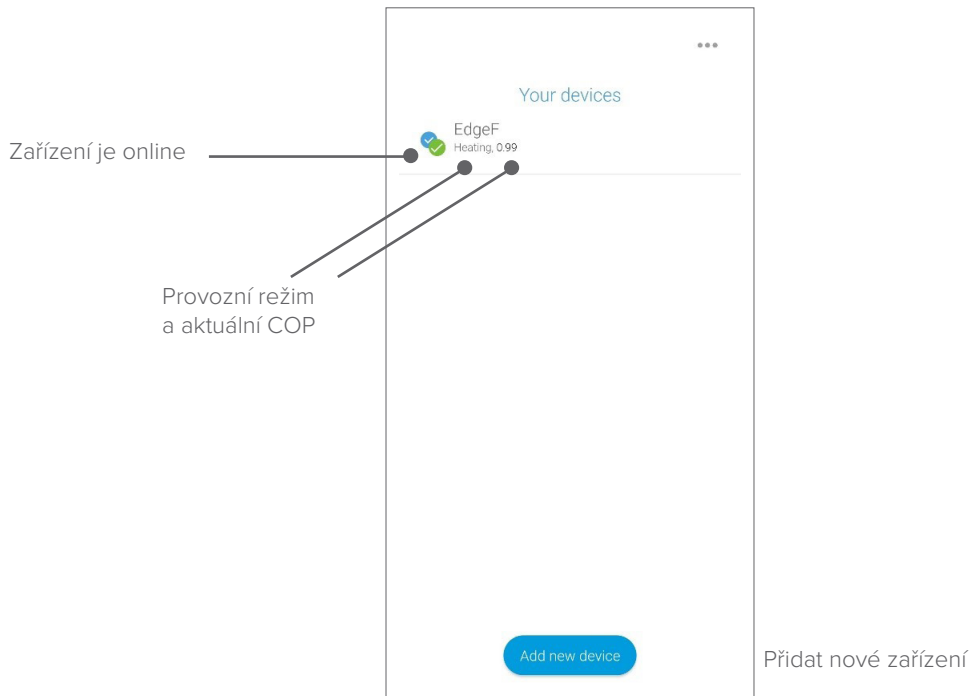 •••
Your devices
EdgeF
Heating, 0.99
Zařízení je online
Provozní režim
a aktuální COP
Add new device
Přidat nové zařízení